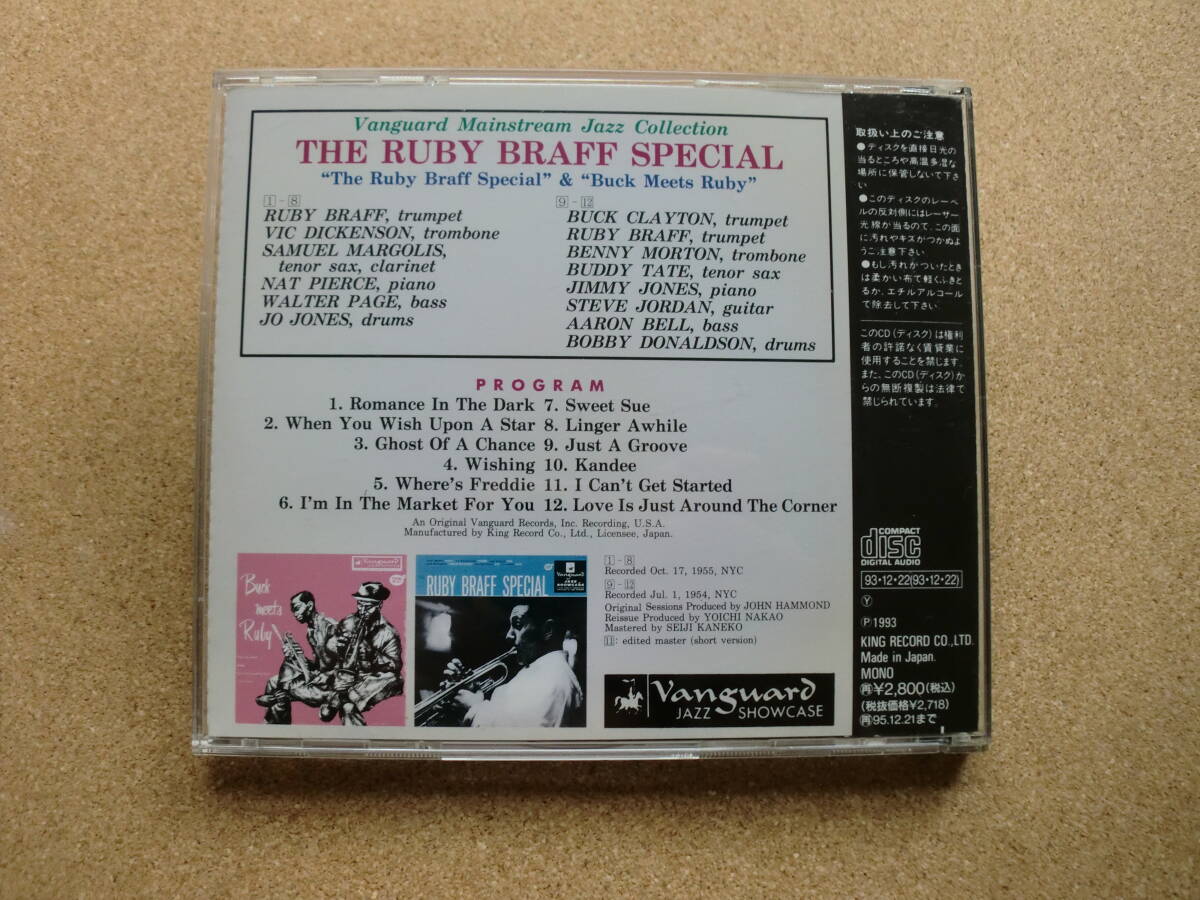 Vanguard Mainstream Jazz Collection
THE RUBY BRAFF SPECIAL
“The Ruby Braff Special” & “Buck Meets Ruby”
1 - 8
RUBY BRAFF, trumpet
VIC DICKENSON, trombone
SAMUEL MARGOLIS,
tenor sax, clarinet
NAT PIERCE, piano
WALTER PAGE, bass
JO JONES, drums
9 - 12
BUCK CLAYTON, trumpet
RUBY BRAFF, trumpet
BENNY MORTON, trombone
BUDDY TATE, tenor sax
JIMMY JONES, piano
STEVE JORDAN, guitar
AARON BELL, bass
BOBBY DONALDSON, drums
PROGRAM
1. Romance In The Dark
2. When You Wish Upon A Star
3. Ghost Of A Chance
4. Wishing
5. Where's Freddie
6. I'm In The Market For You
7. Sweet Sue
8. Linger Awhile
9. Just A Groove
10. Kandee
11. I Can't Get Started
12. Love Is Just Around The Corner
An Original Vanguard Records, Inc. Recording, U.S.A.
Manufactured by King Record Co., Ltd., Licensee, Japan.
Buck
meets
Ruby
Vanguard
RUBY BRAFF SPECIAL
Vanguard
JAZZ
SHOWCASE
1 - 8
Recorded Oct. 17, 1955, NYC
9 - 12
Recorded Jul. 1, 1954, NYC
Original Sessions Produced by JOHN HAMMOND
Reissue Produced by YOICHI NAKAO
Mastered by SEIJI KANEKO
11: edited master (short version)
Vanguard
JAZZ SHOWCASE
取扱い上のご注意
●ディスクを直接日光の
当るところや高温多湿な
場所に保管しないで下さ
い
●このディスクのレーベ
ルの反対側にはレーザー
光線が当るので、この面
に汚れやキズがつかぬよ
うご注意下さい
●もし汚れがついたとき
は柔かい布で軽くふきと
るか、エチルアルコール
で除去して下さい
このCD(ディスク)は権利
者の許諾なく賃貸業に
使用することを禁じます。
また、このCD(ディスク)か
らの無断複製は法律で
禁じられています。
COMPACT
disc
DIGITAL AUDIO
93・12・22(93・12・22)
Ⓨ
Ⓟ1993
KING RECORD CO.,LTD.
Made in Japan.
MONO
再¥2,800(税込)
(税抜価格¥2,718)
再95.12.21まで